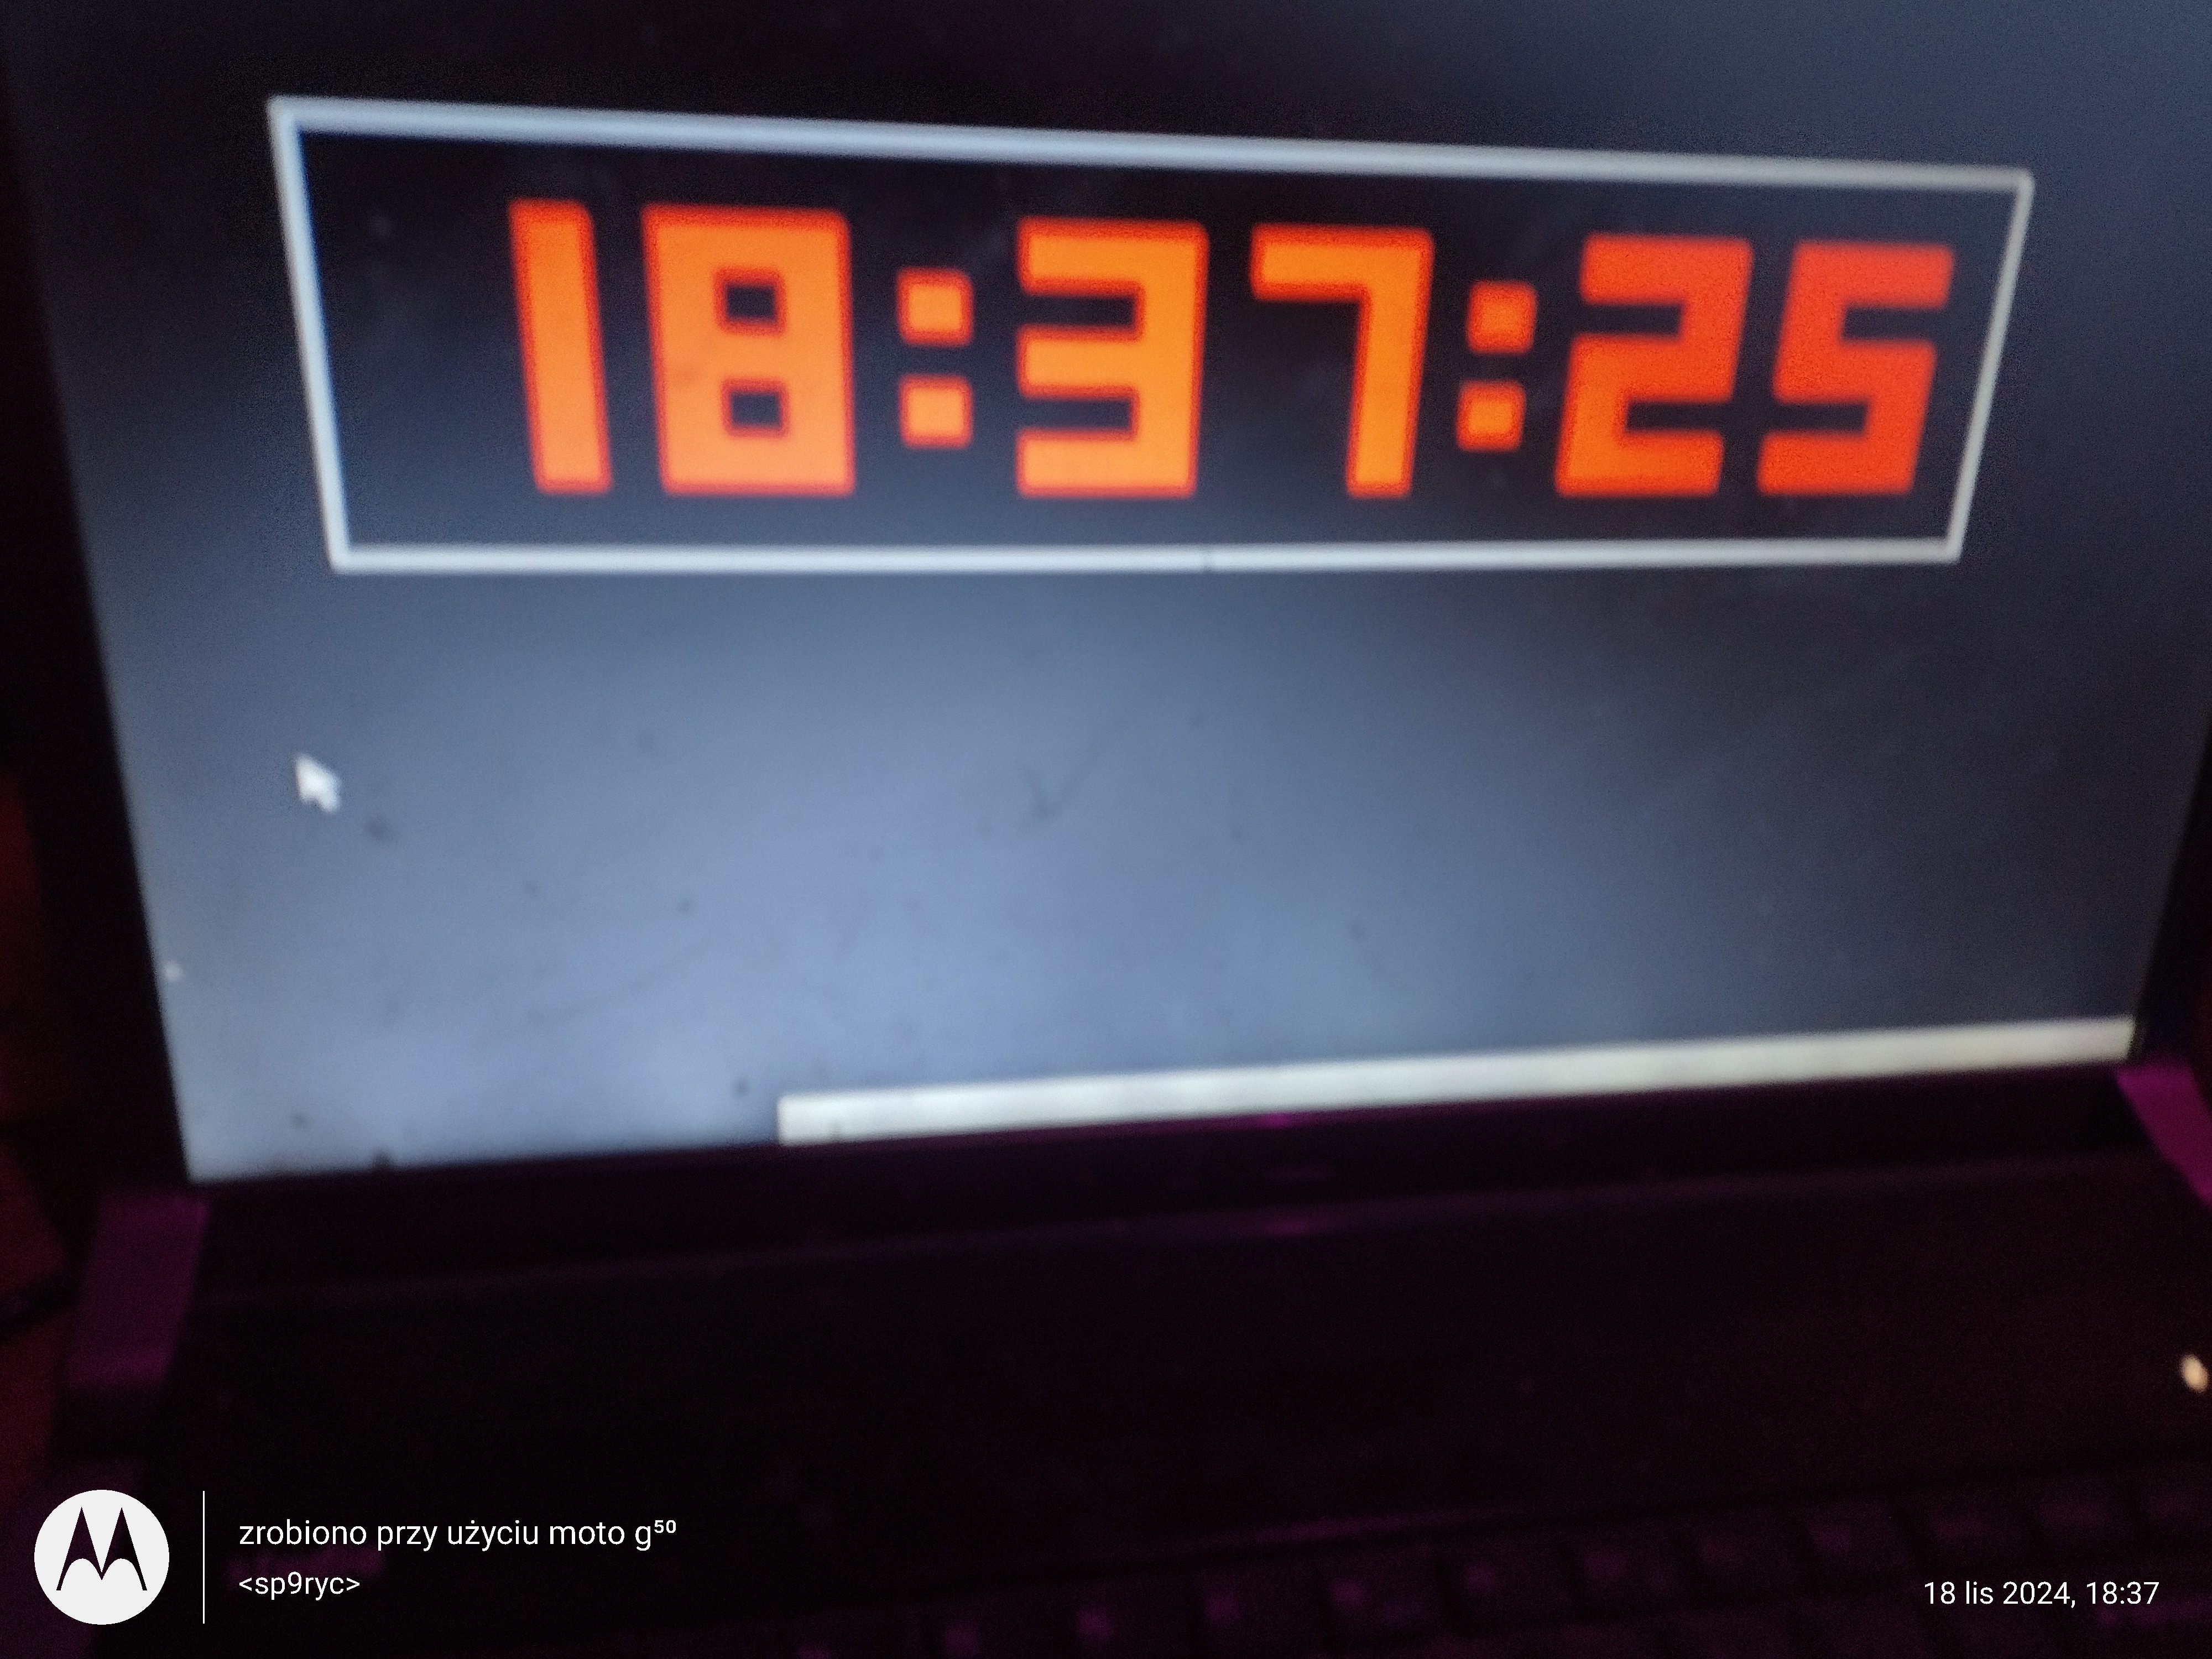 18:37:25
zrobiono przy użyciu moto g⁵⁰
<sp9ryc>
18 lis 2024, 18:37